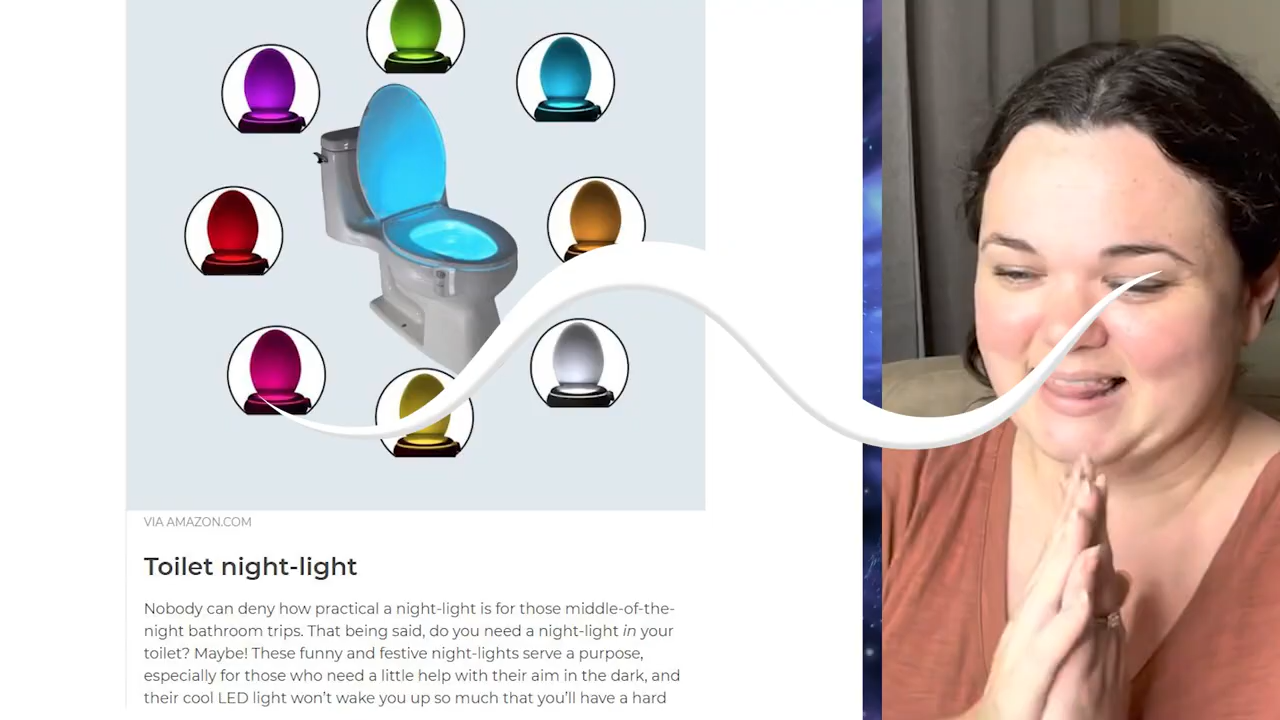 VIA AMAZON.COM
Toilet night-light
Nobody can deny how practical a night-light is for those middle-of-the-
night bathroom trips. That being said, do you need a night-light in your
toilet? Maybe! These funny and festive night-lights serve a purpose,
especially for those who need a little help with their aim in the dark, and
their cool LED light won’t wake you up so much that you’ll have a hard